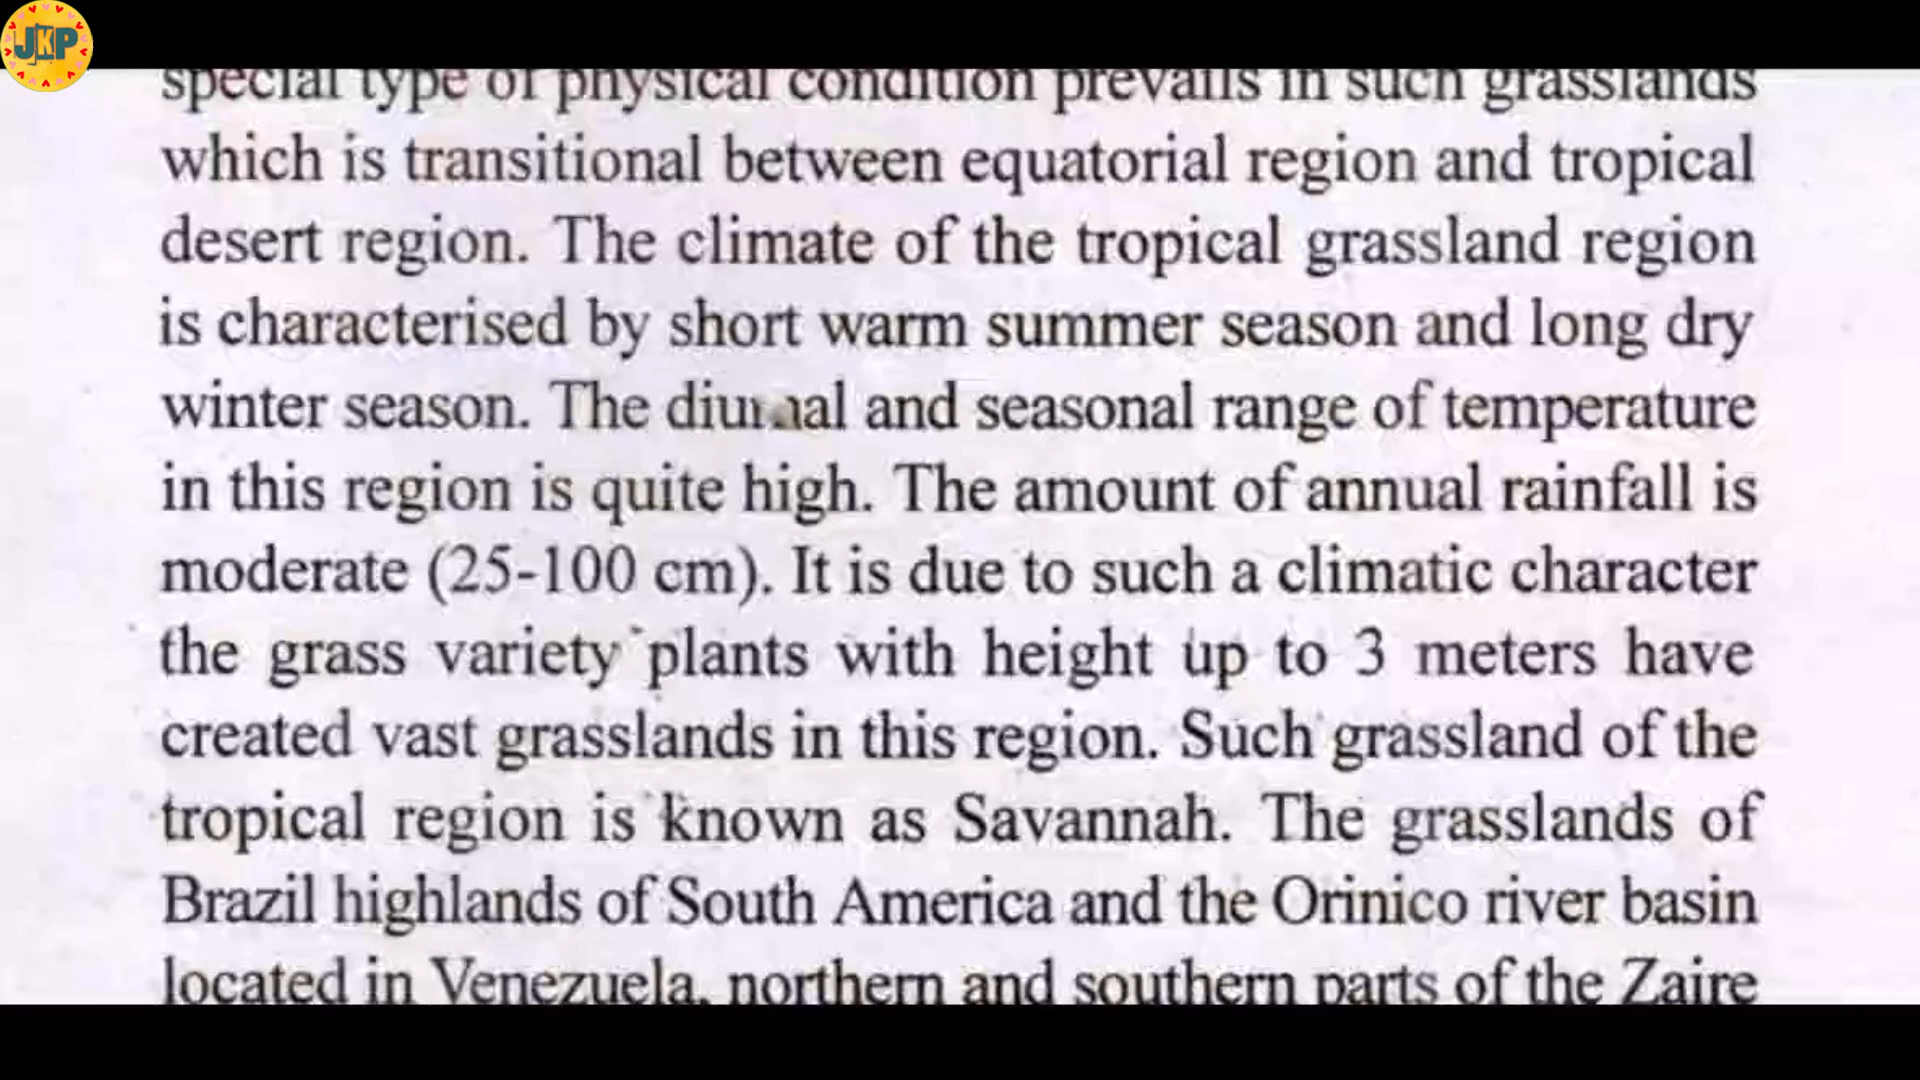 JKP
special type of physical condition prevails in such grasslands
which is transitional between equatorial region and tropical
desert region. The climate of the tropical grassland region
is characterised by short warm summer season and long dry
winter season. The diurnal and seasonal range of temperature
in this region is quite high. The amount of annual rainfall is
moderate (25-100 cm). It is due to such a climatic character
the grass variety plants with height up to 3 meters have
created vast grasslands in this region. Such grassland of the
tropical region is known as Savannah. The grasslands of
Brazil highlands of South America and the Orinico river basin
located in Venezuela, northern and southern parts of the Zaire